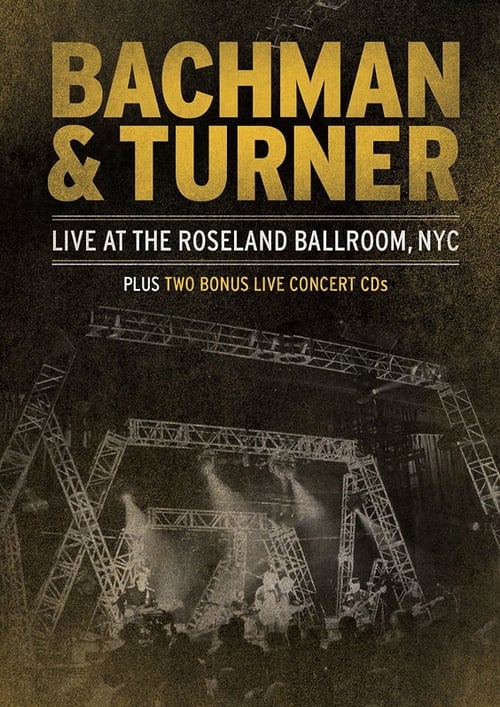 BACHMAN
& TURNER
LIVE AT THE ROSELAND BALLROOM, NYC
PLUS TWO BONUS LIVE CONCERT CDs